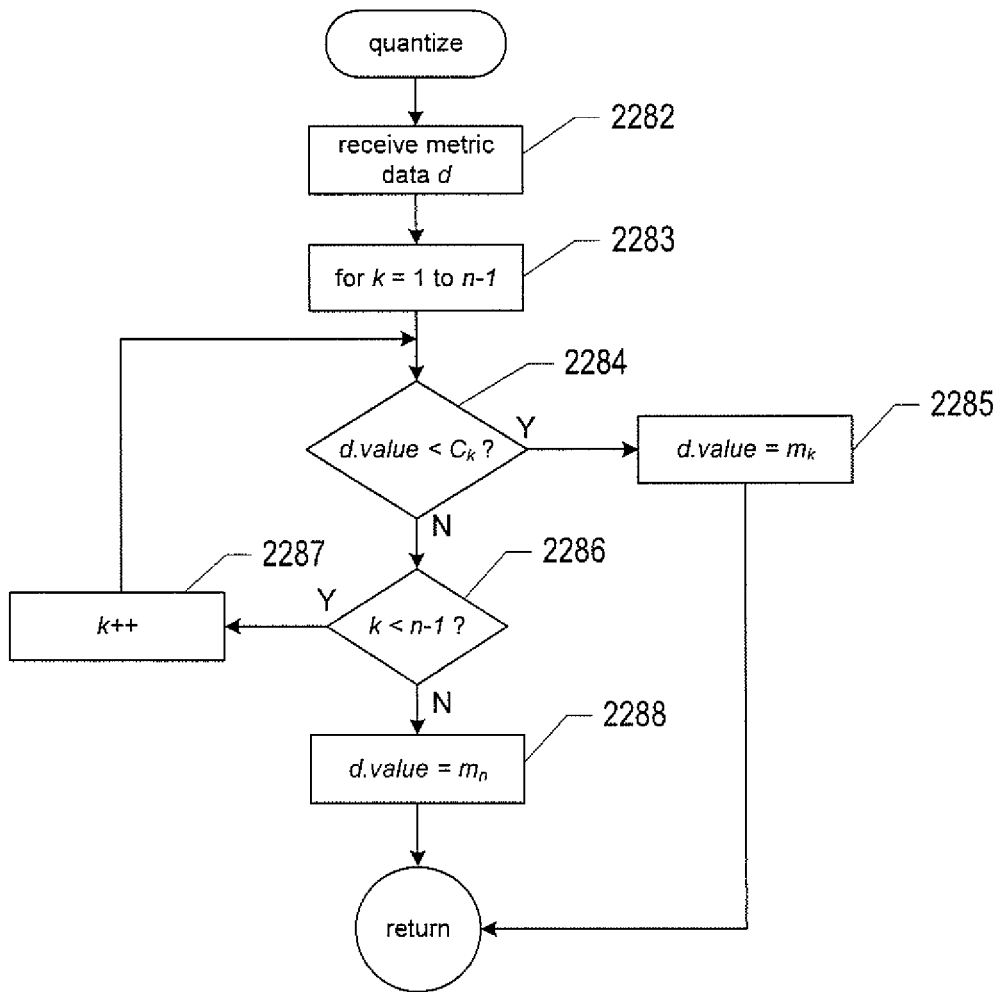 quantize
2282
receive metric
data d
2283
for k = 1 to n-1
2284
2285
d.value < Cₖ ?
Y
d.value = mₖ
N
2287
2286
Y
k++
k < n-1 ?
N
2288
d.value = mₙ
return